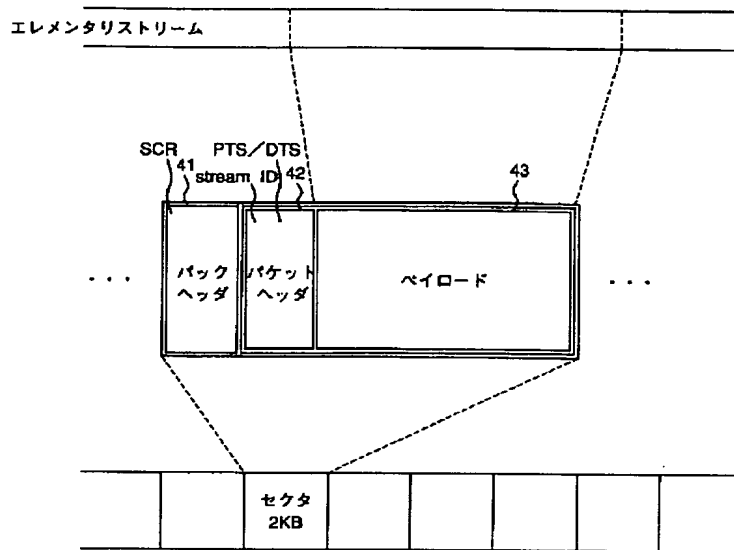 エレメンタリストリーム
SCR
PTS／DTS
41
stream ID
42
43
パック
ヘッダ
パケット
ヘッダ
ペイロード
・・・
・・・
セクタ
2KB